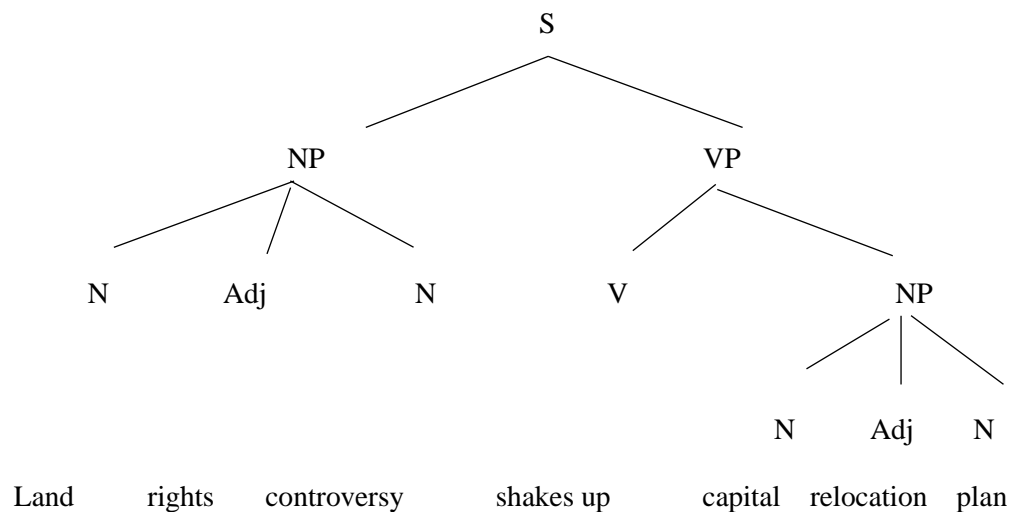 S
NP VP
N Adj N V NP
N Adj N
Land rights controversy shakes up capital relocation plan